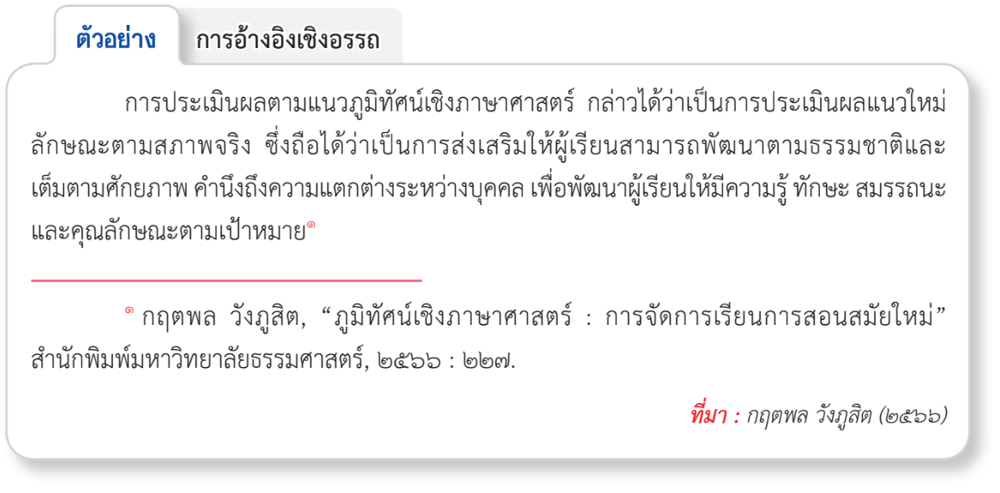 ตัวอย่าง การอ้างอิงเชิงอรรถ
การประเมินผลตามแนวภูมิทัศน์เชิงภาษาศาสตร์ กล่าวได้ว่าเป็นการประเมินผลแนวใหม่
ลักษณะตามสภาพจริง ซึ่งถือได้ว่าเป็นการส่งเสริมให้ผู้เรียนสามารถพัฒนาตามธรรมชาติและ
เต็มตามศักยภาพ คำนึงถึงความแตกต่างระหว่างบุคคล เพื่อพัฒนาผู้เรียนให้มีความรู้ ทักษะ สมรรถนะ
และคุณลักษณะตามเป้าหมาย๑
๑ กฤตพล วังภูสิต, “ภูมิทัศน์เชิงภาษาศาสตร์ : การจัดการเรียนการสอนสมัยใหม่”
สำนักพิมพ์มหาวิทยาลัยธรรมศาสตร์, ๒๕๖๖ : ๒๒๗.
ที่มา : กฤตพล วังภูสิต (๒๕๖๖)